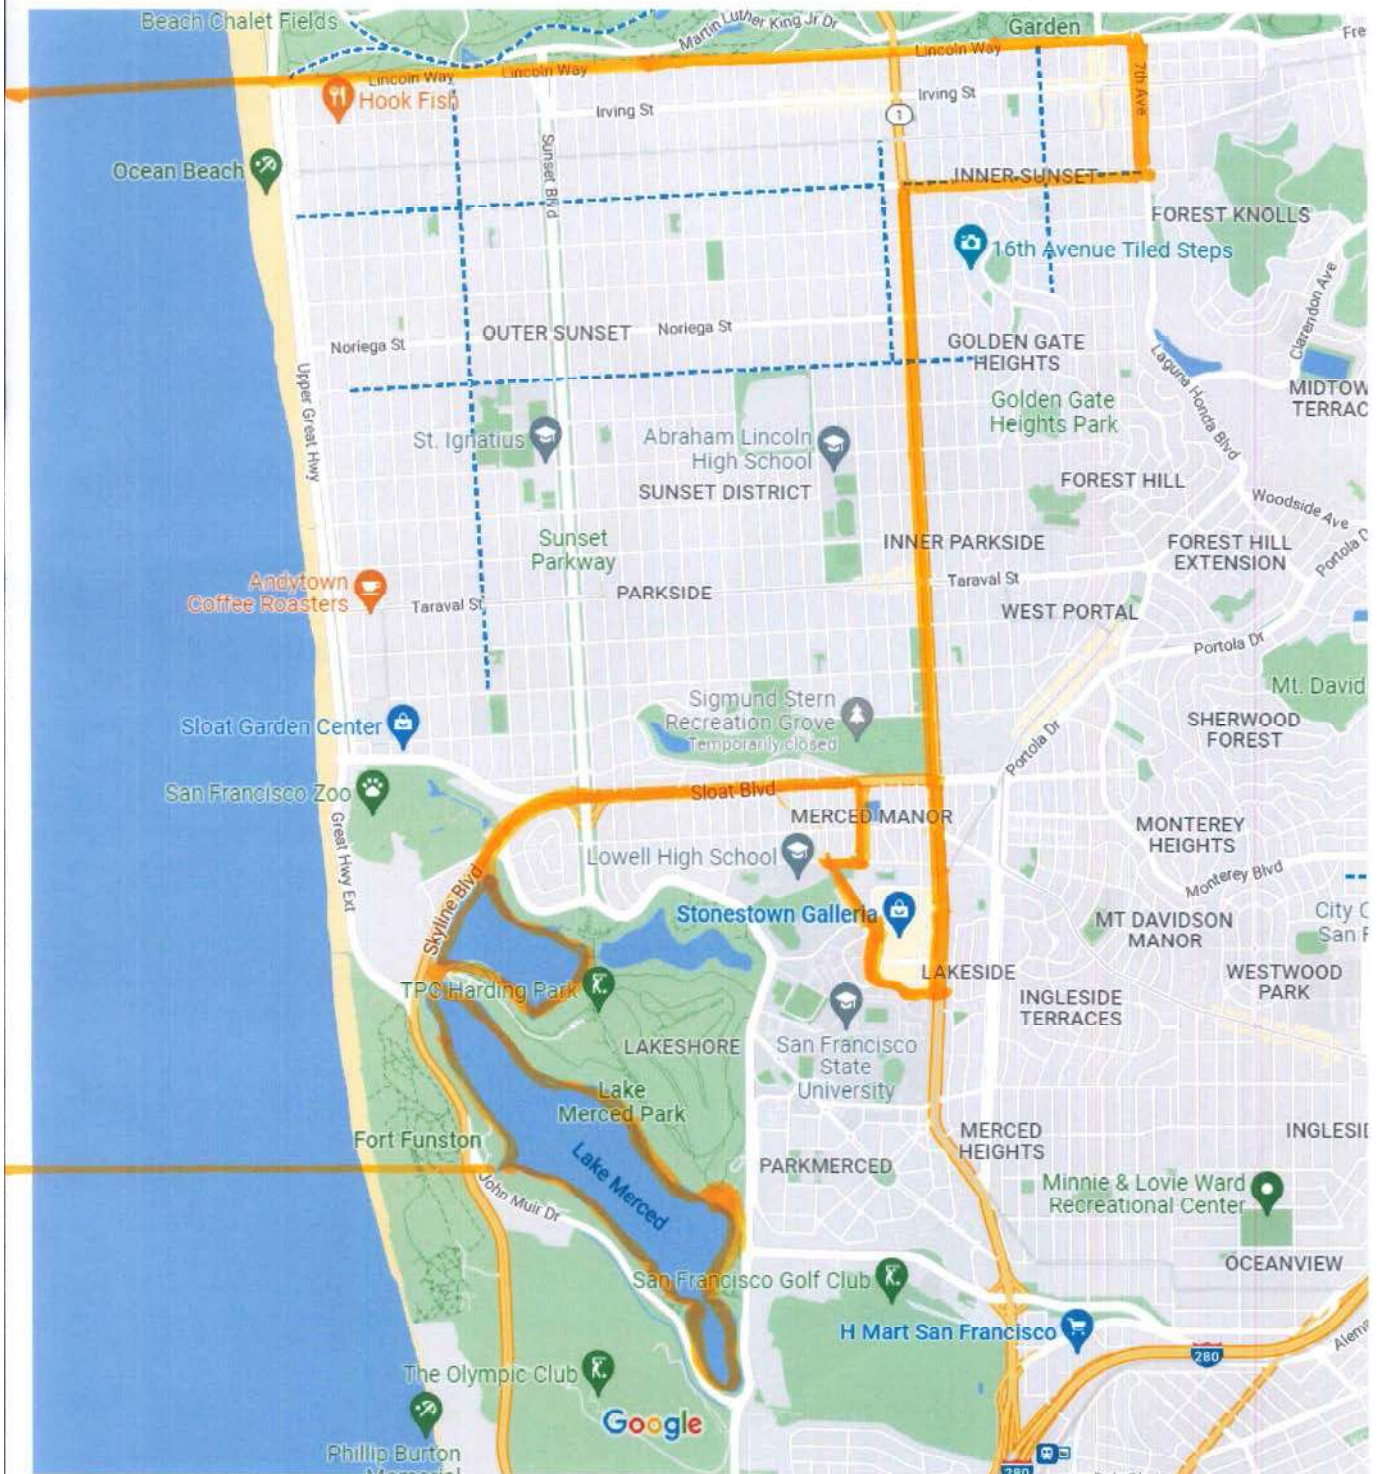 Beach Chalet Fields
Martin Luther King Jr Dr
Garden
Fre
Lincoln Way
Lincoln Way
Lincoln Way
7th Ave
Hook Fish
Irving St
Irving St
1
Ocean Beach
Sunset Blvd
INNER SUNSET
FOREST KNOLLS
16th Avenue Tiled Steps
Clarendon Ave
OUTER SUNSET
Noriega St
Noriega St
GOLDEN GATE
HEIGHTS
Laguna Honda Blvd
Upper Great Hwy
MIDTOW
TERRAC
Golden Gate
Heights Park
St. Ignatius
Abraham Lincoln
High School
FOREST HILL
SUNSET DISTRICT
Woodside Ave
Sunset
Parkway
INNER PARKSIDE
FOREST HILL
EXTENSION
Portola D
Andytown
Coffee Roasters
Taraval St
PARKSIDE
Taraval St
WEST PORTAL
Portola Dr
Mt. David
Sigmund Stern
Recreation Grove
Temporarily closed
Sloat Garden Center
SHERWOOD
FOREST
Portola Dr
San Francisco Zoo
Sloat Blvd
MERCED MANOR
MONTEREY
HEIGHTS
Great Hwy Ext
Lowell High School
Monterey Blvd
Skyline Blvd
Stonestown Galleria
MT DAVIDSON
MANOR
City C
San F
LAKESIDE
WESTWOOD
PARK
TPC Harding Park
INGLESIDE
TERRACES
LAKESHORE
San Francisco
State
University
Lake
Merced Park
Fort Funston
MERCED
HEIGHTS
INGLESI
Lake Merced
PARKMERCED
John Muir Dr
Minnie & Lovie Ward
Recreational Center
OCEANVIEW
San Francisco Golf Club
H Mart San Francisco
280
Alema
The Olympic Club
Google
Phillip Burton
Memorial
280